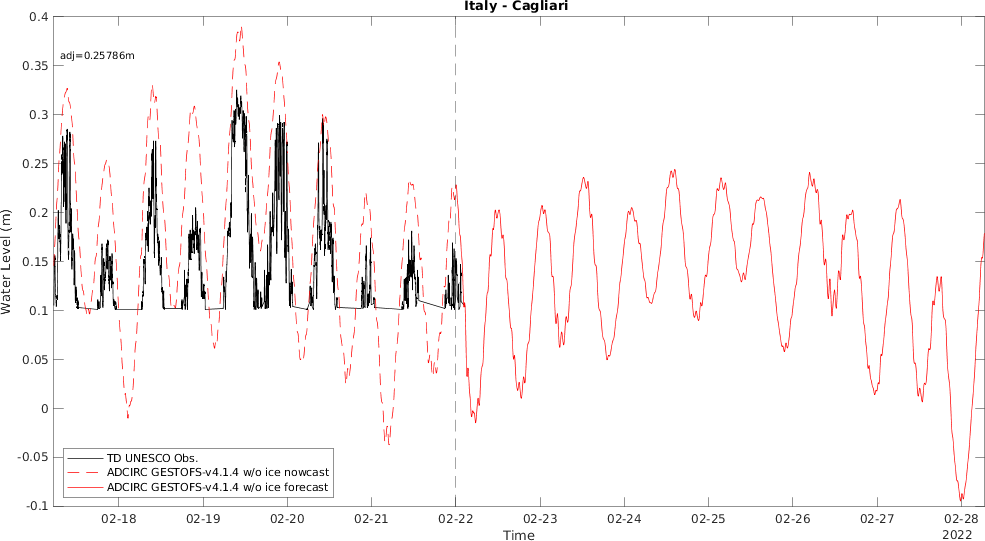 Italy - Cagliari
adj=0.25786m
0.4
0.35
0.3
0.25
0.2
0.15
0.1
0.05
0
-0.05
-0.1
Water Level (m)
TD UNESCO Obs.
ADCIRC GESTOFS-v4.1.4 w/o ice nowcast
ADCIRC GESTOFS-v4.1.4 w/o ice forecast
02-18 02-19 02-20 02-21 02-22 02-23 02-24 02-25 02-26 02-27 02-28
Time
2022